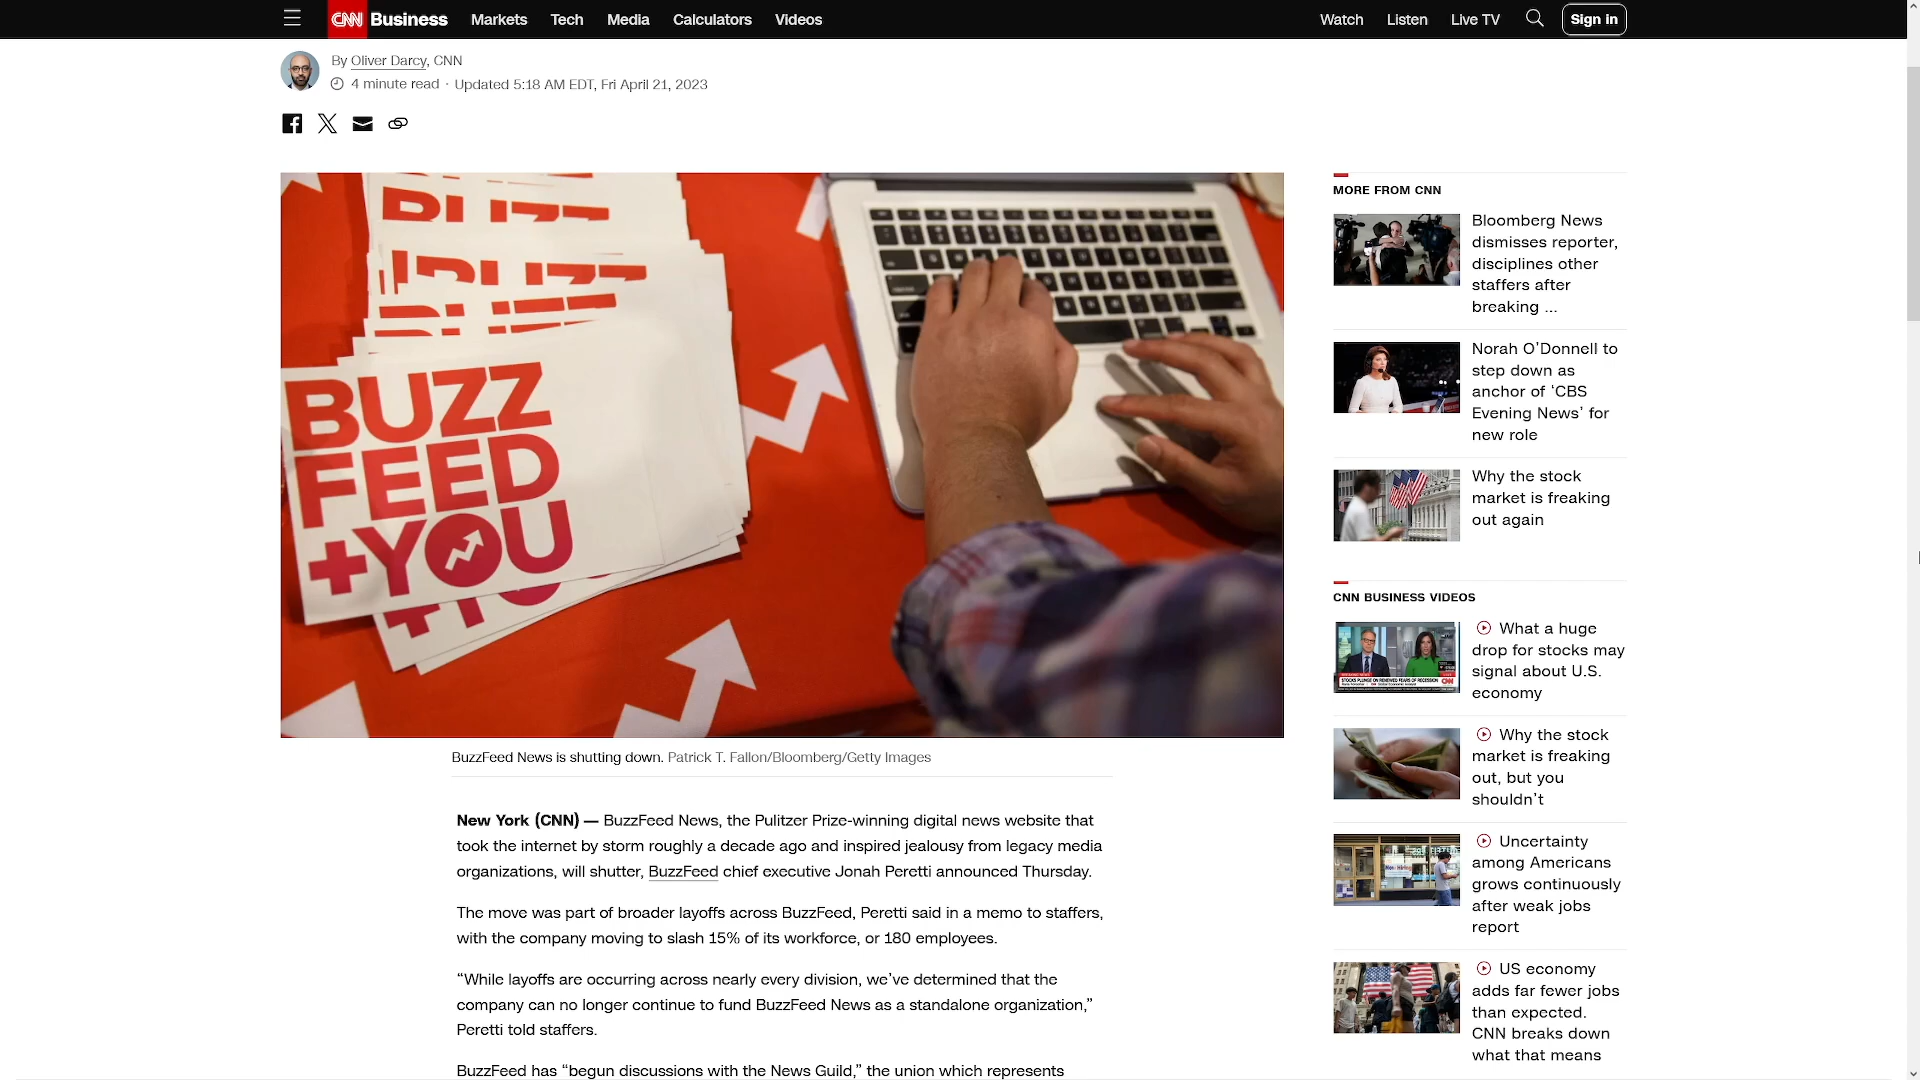 CNN Business Markets Tech Media Calculators Videos Watch Listen Live TV Sign in
By Oliver Darcy, CNN
4 minute read · Updated 5:18 AM EDT, Fri April 21, 2023
BUZZ
FEED
+YOU
BuzzFeed News is shutting down. Patrick T. Fallon/Bloomberg/Getty Images
New York (CNN) — BuzzFeed News, the Pulitzer Prize-winning digital news website that
took the internet by storm roughly a decade ago and inspired jealousy from legacy media
organizations, will shutter, BuzzFeed chief executive Jonah Peretti announced Thursday.
The move was part of broader layoffs across BuzzFeed, Peretti said in a memo to staffers,
with the company moving to slash 15% of its workforce, or 180 employees.
“While layoffs are occurring across nearly every division, we’ve determined that the
company can no longer continue to fund BuzzFeed News as a standalone organization,”
Peretti told staffers.
BuzzFeed has “begun discussions with the News Guild,” the union which represents
MORE FROM CNN
Bloomberg News
dismisses reporter,
disciplines other
staffers after
breaking ...
Norah O’Donnell to
step down as
anchor of ‘CBS
Evening News’ for
new role
Why the stock
market is freaking
out again
CNN BUSINESS VIDEOS
What a huge
drop for stocks may
signal about U.S.
economy
STOCKS PLUNGE ON RENEWED FEARS OF RECESSION
CNN
Why the stock
market is freaking
out, but you
shouldn’t
Uncertainty
among Americans
grows continuously
after weak jobs
report
US economy
adds far fewer jobs
than expected.
CNN breaks down
what that means